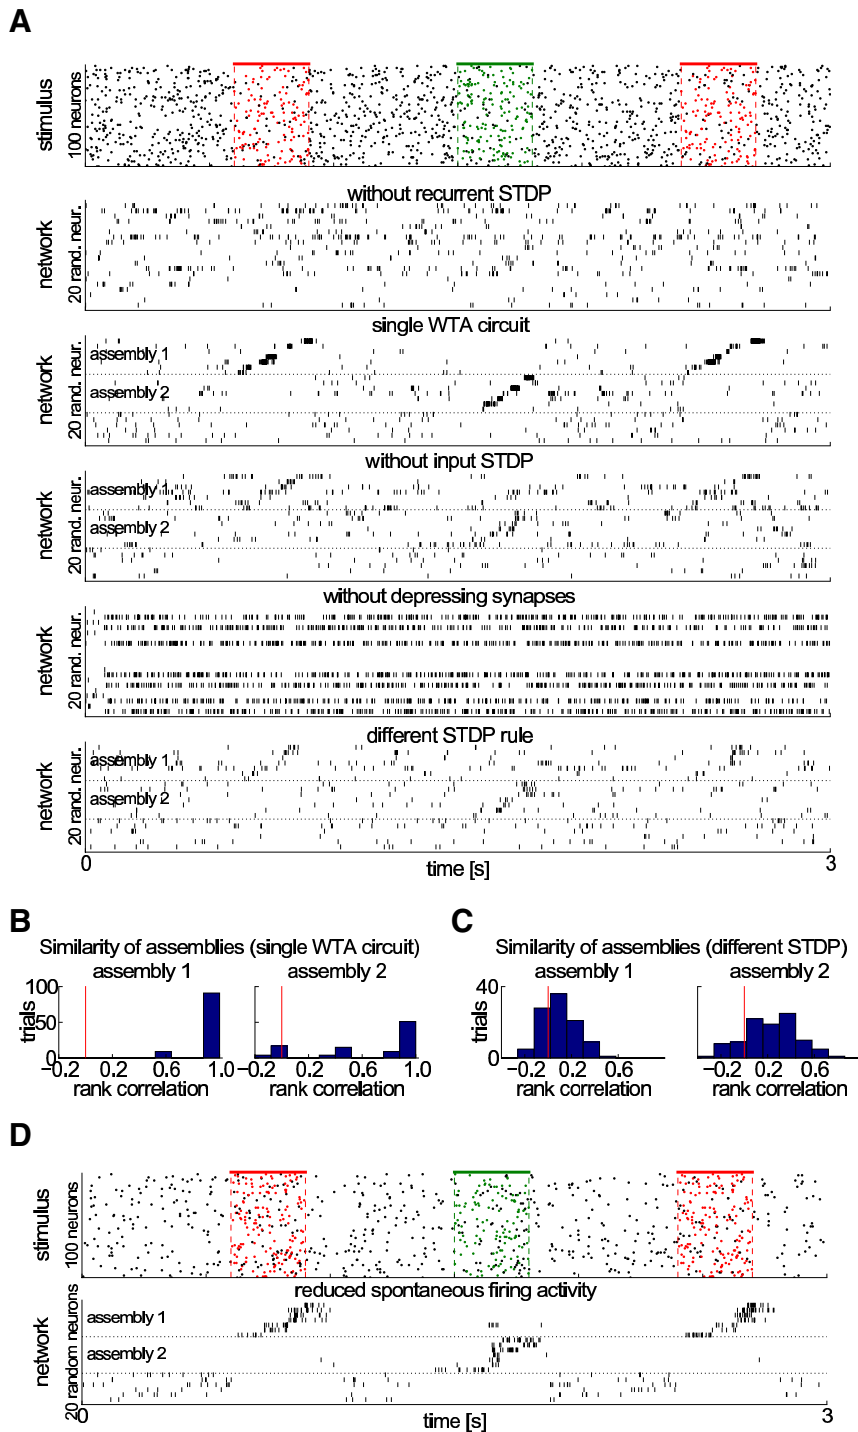 A
stimulus
100 neurons
without recurrent STDP
network
20 rand. neur.
single WTA circuit
network
20 rand. neur.
assembly 1
assembly 2
without input STDP
network
20 rand. neur.
assembly 1
assembly 2
without depressing synapses
network
20 rand. neur.
different STDP rule
network
20 rand. neur.
assembly 1
assembly 2
0 3
time [s]
B
Similarity of assemblies (single WTA circuit)
assembly 1 assembly 2
trials
100
50
0
−0.2 0.2 0.6 1.0 −0.2 0.2 0.6 1.0
rank correlation rank correlation
C
Similarity of assemblies (different STDP)
assembly 1 assembly 2
trials
40
0
−0.2 0.2 0.6 −0.2 0.2 0.6
rank correlation rank correlation
D
stimulus
100 neurons
reduced spontaneous firing activity
network
20 random neurons
assembly 1
assembly 2
0 3
time [s]